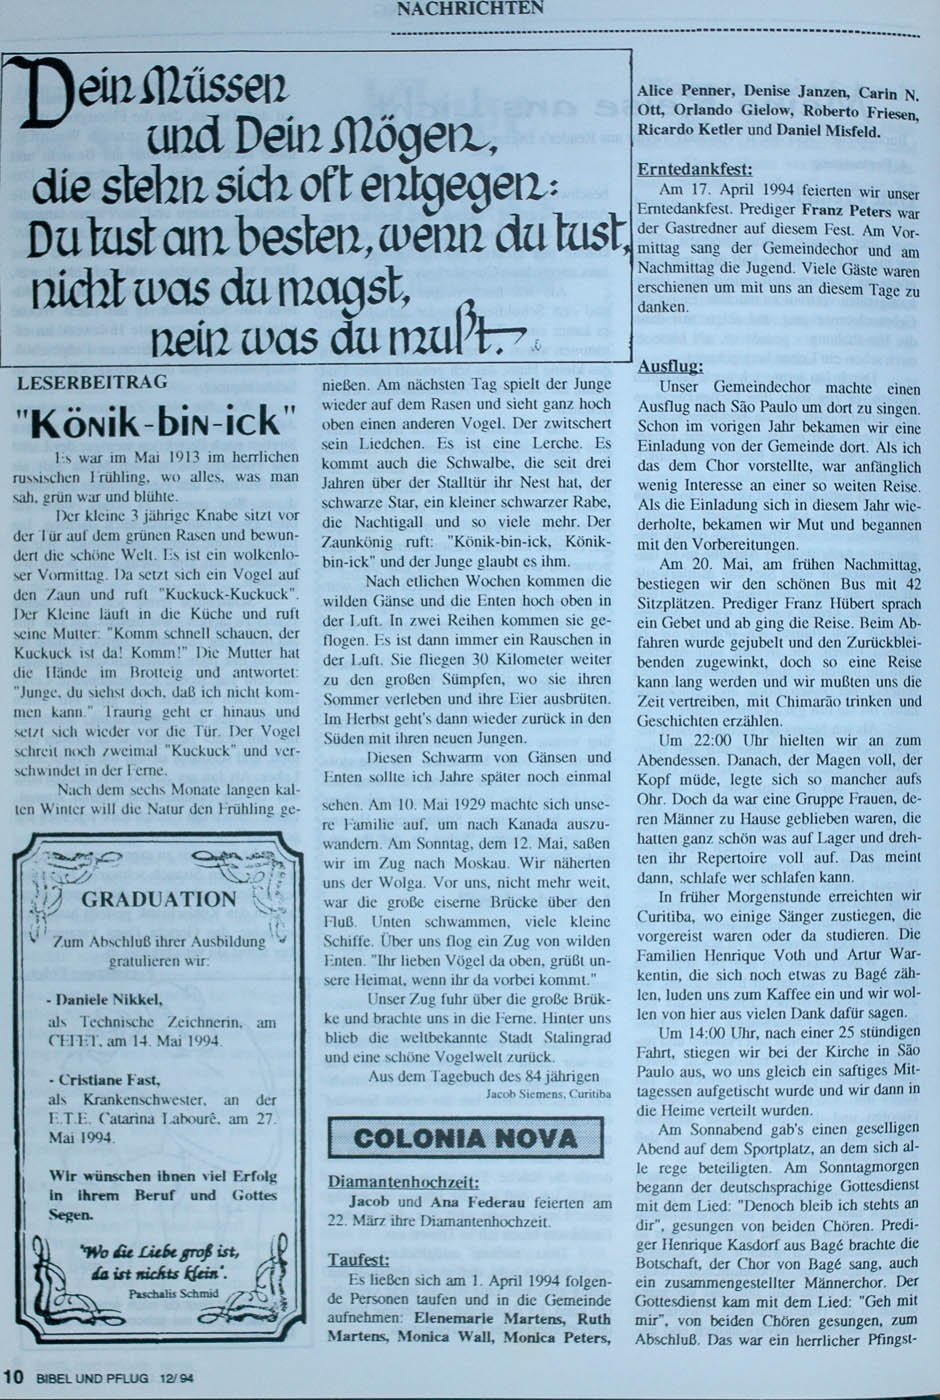 NACHRICHTEN
Dein Müssen
und Dein Mögen,
die stehn sich oft entgegen:
Du tust am besten, wenn du tust,
nicht was du magst,
nein was du mußt.
LESERBEITRAG
"Könik-bin-ick"
Es war im Mai 1913 im herrlichen
russischen Frühling, wo alles, was man
sah, grün war und blühte.
Der kleine 3 jährige Knabe sitzt vor
der Tür auf dem grünen Rasen und bewun-
dert die schöne Welt. Es ist ein wolkenlo-
ser Vormittag. Da setzt sich ein Vogel auf
den Zaun und ruft "Kuckuck-Kuckuck".
Der Kleine läuft in die Küche und ruft
seine Mutter: "Komm schnell schauen, der
Kuckuck ist da! Komm!" Die Mutter hat
die Hände im Brotteig und antwortet:
"Junge, du siehst doch, daß ich nicht kom-
men kann." Traurig geht er hinaus und
setzt sich wieder vor die Tür. Der Vogel
schreit noch zweimal "Kuckuck" und ver-
schwindet in der Ferne.
Nach dem sechs Monate langen kal-
ten Winter will die Natur den Frühling ge-
GRADUATION
Zum Abschluß ihrer Ausbildung
gratulieren wir:
- Daniele Nikkel,
als Technische Zeichnerin, am
CEFET, am 14. Mai 1994.
- Cristiane Fast,
als Krankenschwester, an der
E.T.E. Catarina Labourê, am 27.
Mai 1994.
Wir wünschen ihnen viel Erfolg
in ihrem Beruf und Gottes
Segen.
"Wo die Liebe groß ist,
da ist nichts klein".
Paschalis Schmid
nießen. Am nächsten Tag spielt der Junge
wieder auf dem Rasen und sieht ganz hoch
oben einen anderen Vogel. Der zwitschert
sein Liedchen. Es ist eine Lerche. Es
kommt auch die Schwalbe, die seit drei
Jahren über der Stalltür ihr Nest hat, der
schwarze Star, ein kleiner schwarzer Rabe,
die Nachtigall und so viele mehr. Der
Zaunkönig ruft: "König-bin-ick, Könik-
bin-ick" und der Junge glaubt es ihm.
Nach etlichen Wochen kommen die
wilden Gänse und die Enten hoch oben in
der Luft. In zwei Reihen kommen sie ge-
flogen. Es ist dann immer ein Rauschen in
der Luft. Sie fliegen 30 Kilometer weiter
zu den großen Sümpfen, wo sie ihren
Sommer verleben und ihre Eier ausbrüten.
Im Herbst geht's dann wieder zurück in den
Süden mit ihren neuen Jungen.
Diesen Schwarm von Gänsen und
Enten sollte ich Jahre später noch einmal
sehen. Am 10. Mai 1929 machte sich unse-
re Familie auf, um nach Kanada auszu-
wandern. Am Sonntag, dem 12. Mai, saßen
wir im Zug nach Moskau. Wir näherten
uns der Wolga. Vor uns, nicht mehr weit,
war die große eiserne Brücke über den
Fluß. Unten schwammen, viele kleine
Schiffe. Über uns flog ein Zug von wilden
Enten. "Ihr lieben Vögel da oben, grüßt un-
sere Heimat, wenn ihr da vorbei kommt."
Unser Zug fuhr über die große Brük-
ke und brachte uns in die Ferne. Hinter uns
blieb die weltbekannte Stadt Stalingrad
und eine schöne Vogelwelt zurück.
Aus dem Tagebuch des 84 jährigen
Jacob Siemens, Curitiba
COLONIA NOVA
Diamantenhochzeit:
Jacob und Ana Federau feierten am
22. März ihre Diamantenhochzeit.
Taufest:
Es ließen sich am 1. April 1994 folgen-
de Personen taufen und in die Gemeinde
aufnehmen: Elenemarie Martens, Ruth
Martens, Monica Wall, Monica Peters,
Alice Penner, Denise Janzen, Carin N.
Ott, Orlando Gielow, Roberto Friesen,
Ricardo Ketler und Daniel Misfeld.
Erntedankfest:
Am 17. April 1994 feierten wir unser
Erntedankfest. Prediger Franz Peters war
der Gastredner auf diesem Fest. Am Vor-
mittag sang der Gemeindechor und am
Nachmittag die Jugend. Viele Gäste waren
erschienen um mit uns an diesem Tage zu
danken.
Ausflug:
Unser Gemeindechor machte einen
Ausflug nach São Paulo um dort zu singen.
Schon im vorigen Jahr bekamen wir eine
Einladung von der Gemeinde dort. Als ich
das dem Chor vorstellte, war anfänglich
wenig Interesse an einer so weiten Reise.
Als die Einladung sich in diesem Jahr wie-
derholte, bekamen wir Mut und begannen
mit den Vorbereitungen.
Am 20. Mai, am frühen Nachmittag,
bestiegen wir den schönen Bus mit 42
Sitzplätzen. Prediger Franz Hübert sprach
ein Gebet und ab ging die Reise. Beim Ab-
fahren wurde gejubelt und den Zurückblei-
benden zugewinkt, doch so eine Reise
kann lang werden und wir mußten uns die
Zeit vertreiben, mit Chimarão trinken und
Geschichten erzählen.
Um 22:00 Uhr hielten wir an zum
Abendessen. Danach, der Magen voll, der
Kopf müde, legte sich so mancher aufs
Ohr. Doch da war eine Gruppe Frauen, de-
ren Männer zu Hause geblieben waren, die
hatten ganz schön was auf Lager und dreh-
ten ihr Repertoire voll auf. Das meint
dann, schlafe wer schlafen kann.
In früher Morgenstunde erreichten wir
Curitiba, wo einige Sänger zustiegen, die
vorgereist waren oder da studieren. Die
Familien Henrique Voth und Artur War-
kentin, die sich noch etwas zu Bagé zäh-
len, luden uns zum Kaffee ein und wir wol-
len von hier aus vielen Dank dafür sagen.
Um 14:00 Uhr, nach einer 25 stündigen
Fahrt, stiegen wir bei der Kirche in São
Paulo aus, wo uns gleich ein saftiges Mit-
tagessen aufgetischt wurde und wir dann in
die Heime verteilt wurden.
Am Sonnabend gab's einen geselligen
Abend auf dem Sportplatz, an dem sich al-
le rege beteiligten. Am Sonntagmorgen
begann der deutschsprachige Gottesdienst
mit dem Lied: "Denoch bleib ich stehts an
dir", gesungen von beiden Chören. Predi-
ger Henrique Kasdorf aus Bagé brachte die
Botschaft, der Chor von Bagé sang, auch
ein zusammengestellter Männerchor. Der
Gottesdienst kam mit dem Lied: "Geh mit
mir", von beiden Chören gesungen, zum
Abschluß. Das war ein herrlicher Pfingst-
10 BIBEL UND PFLUG 12/94